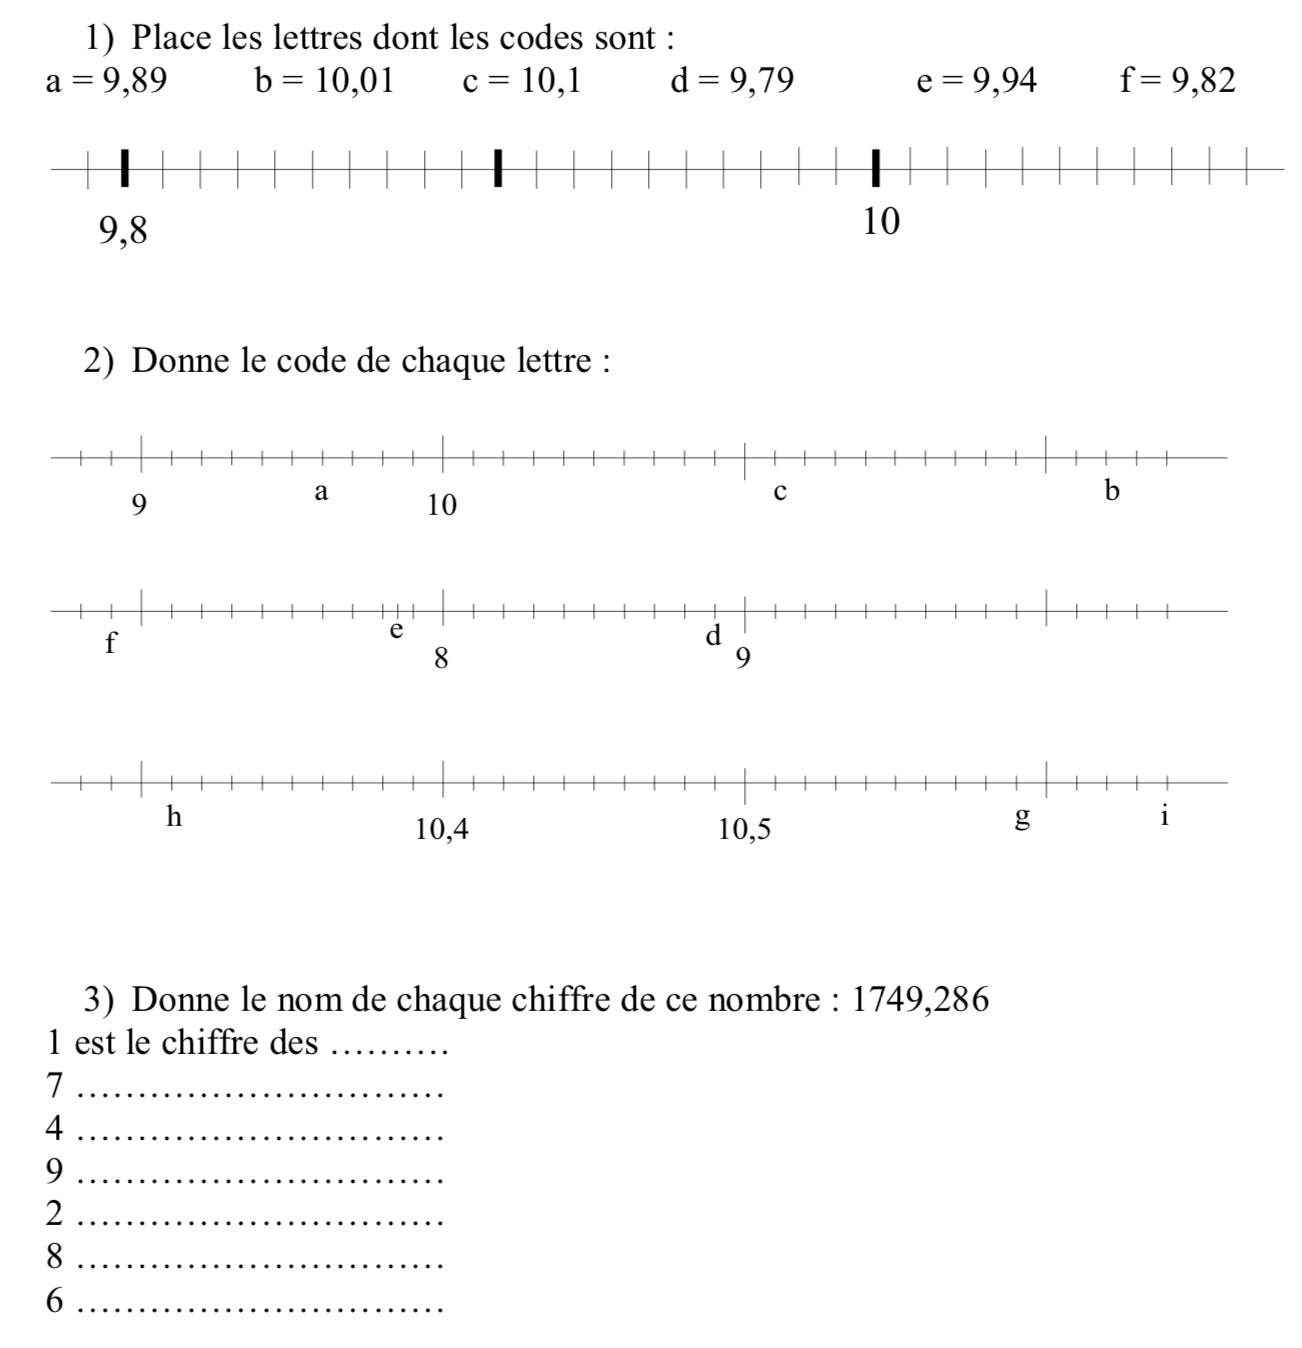 1) Place les lettres dont les codes sont :
a = 9,89 b = 10,01 c = 10,1 d = 9,79 e = 9,94 f = 9,82
9,8 10
2) Donne le code de chaque lettre :
9 a 10 c b
f e 8 d 9
h 10,4 10,5 g i
3) Donne le nom de chaque chiffre de ce nombre : 1749,286
1 est le chiffre des ..........
7 ..............................
4 ..............................
9 ..............................
2 ..............................
8 ..............................
6 ..............................